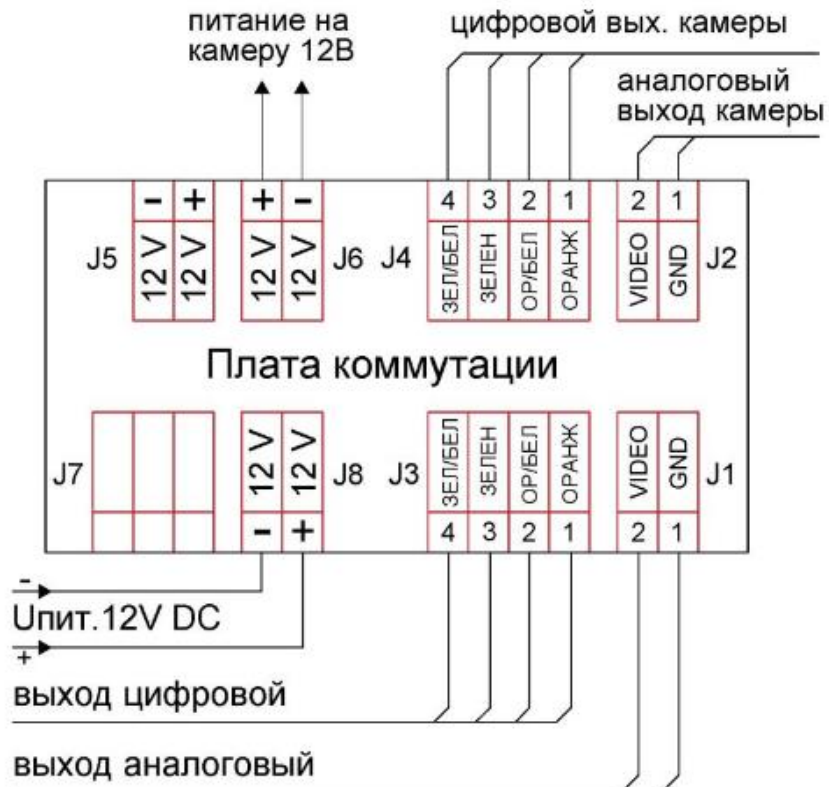 питание на
камеру 12В
цифровой вых. камеры
аналоговый
выход камеры
- + + - 4 3 2 1 2 1
J5 12 V 12 V 12 V 12 V J6 J4 ЗЕЛ/БЕЛ ЗЕЛЕН ОР/БЕЛ ОРАНЖ VIDEO GND J2
Плата коммутации
J7 12 V 12 V J8 J3 ЗЕЛ/БЕЛ ЗЕЛЕН ОР/БЕЛ ОРАНЖ VIDEO GND J1
- + 4 3 2 1 2 1
-
Uпит.12V DC
+
выход цифровой
выход аналоговый